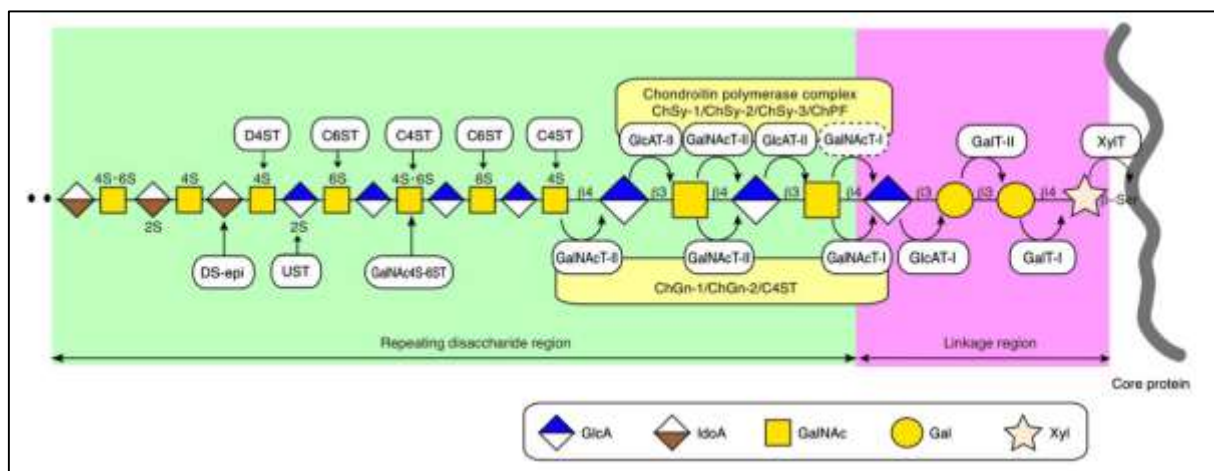 Chondroitin polymerase complex
ChSy-1/ChSy-2/ChSy-3/ChPF
D4ST C6ST C4ST C6ST C4ST
GlcAT-II GalNAcT-II GlcAT-II GalNAcT-I
GalT-II
XylT
4S-6S 4S 4S 6S 4S-6S 6S 4S
β4 β3 β4 β3 β4 β3 β3 β4 β-Ser
2S 2S
DS-epi UST GalNAc4S-6ST
GalNAcT-II GalNAcT-II GalNAcT-I GlcAT-I GalT-I
ChGn-1/ChGn-2/C4ST
Repeating disaccharide region
Linkage region
Core protein
GlcA IdoA GalNAc Gal Xyl